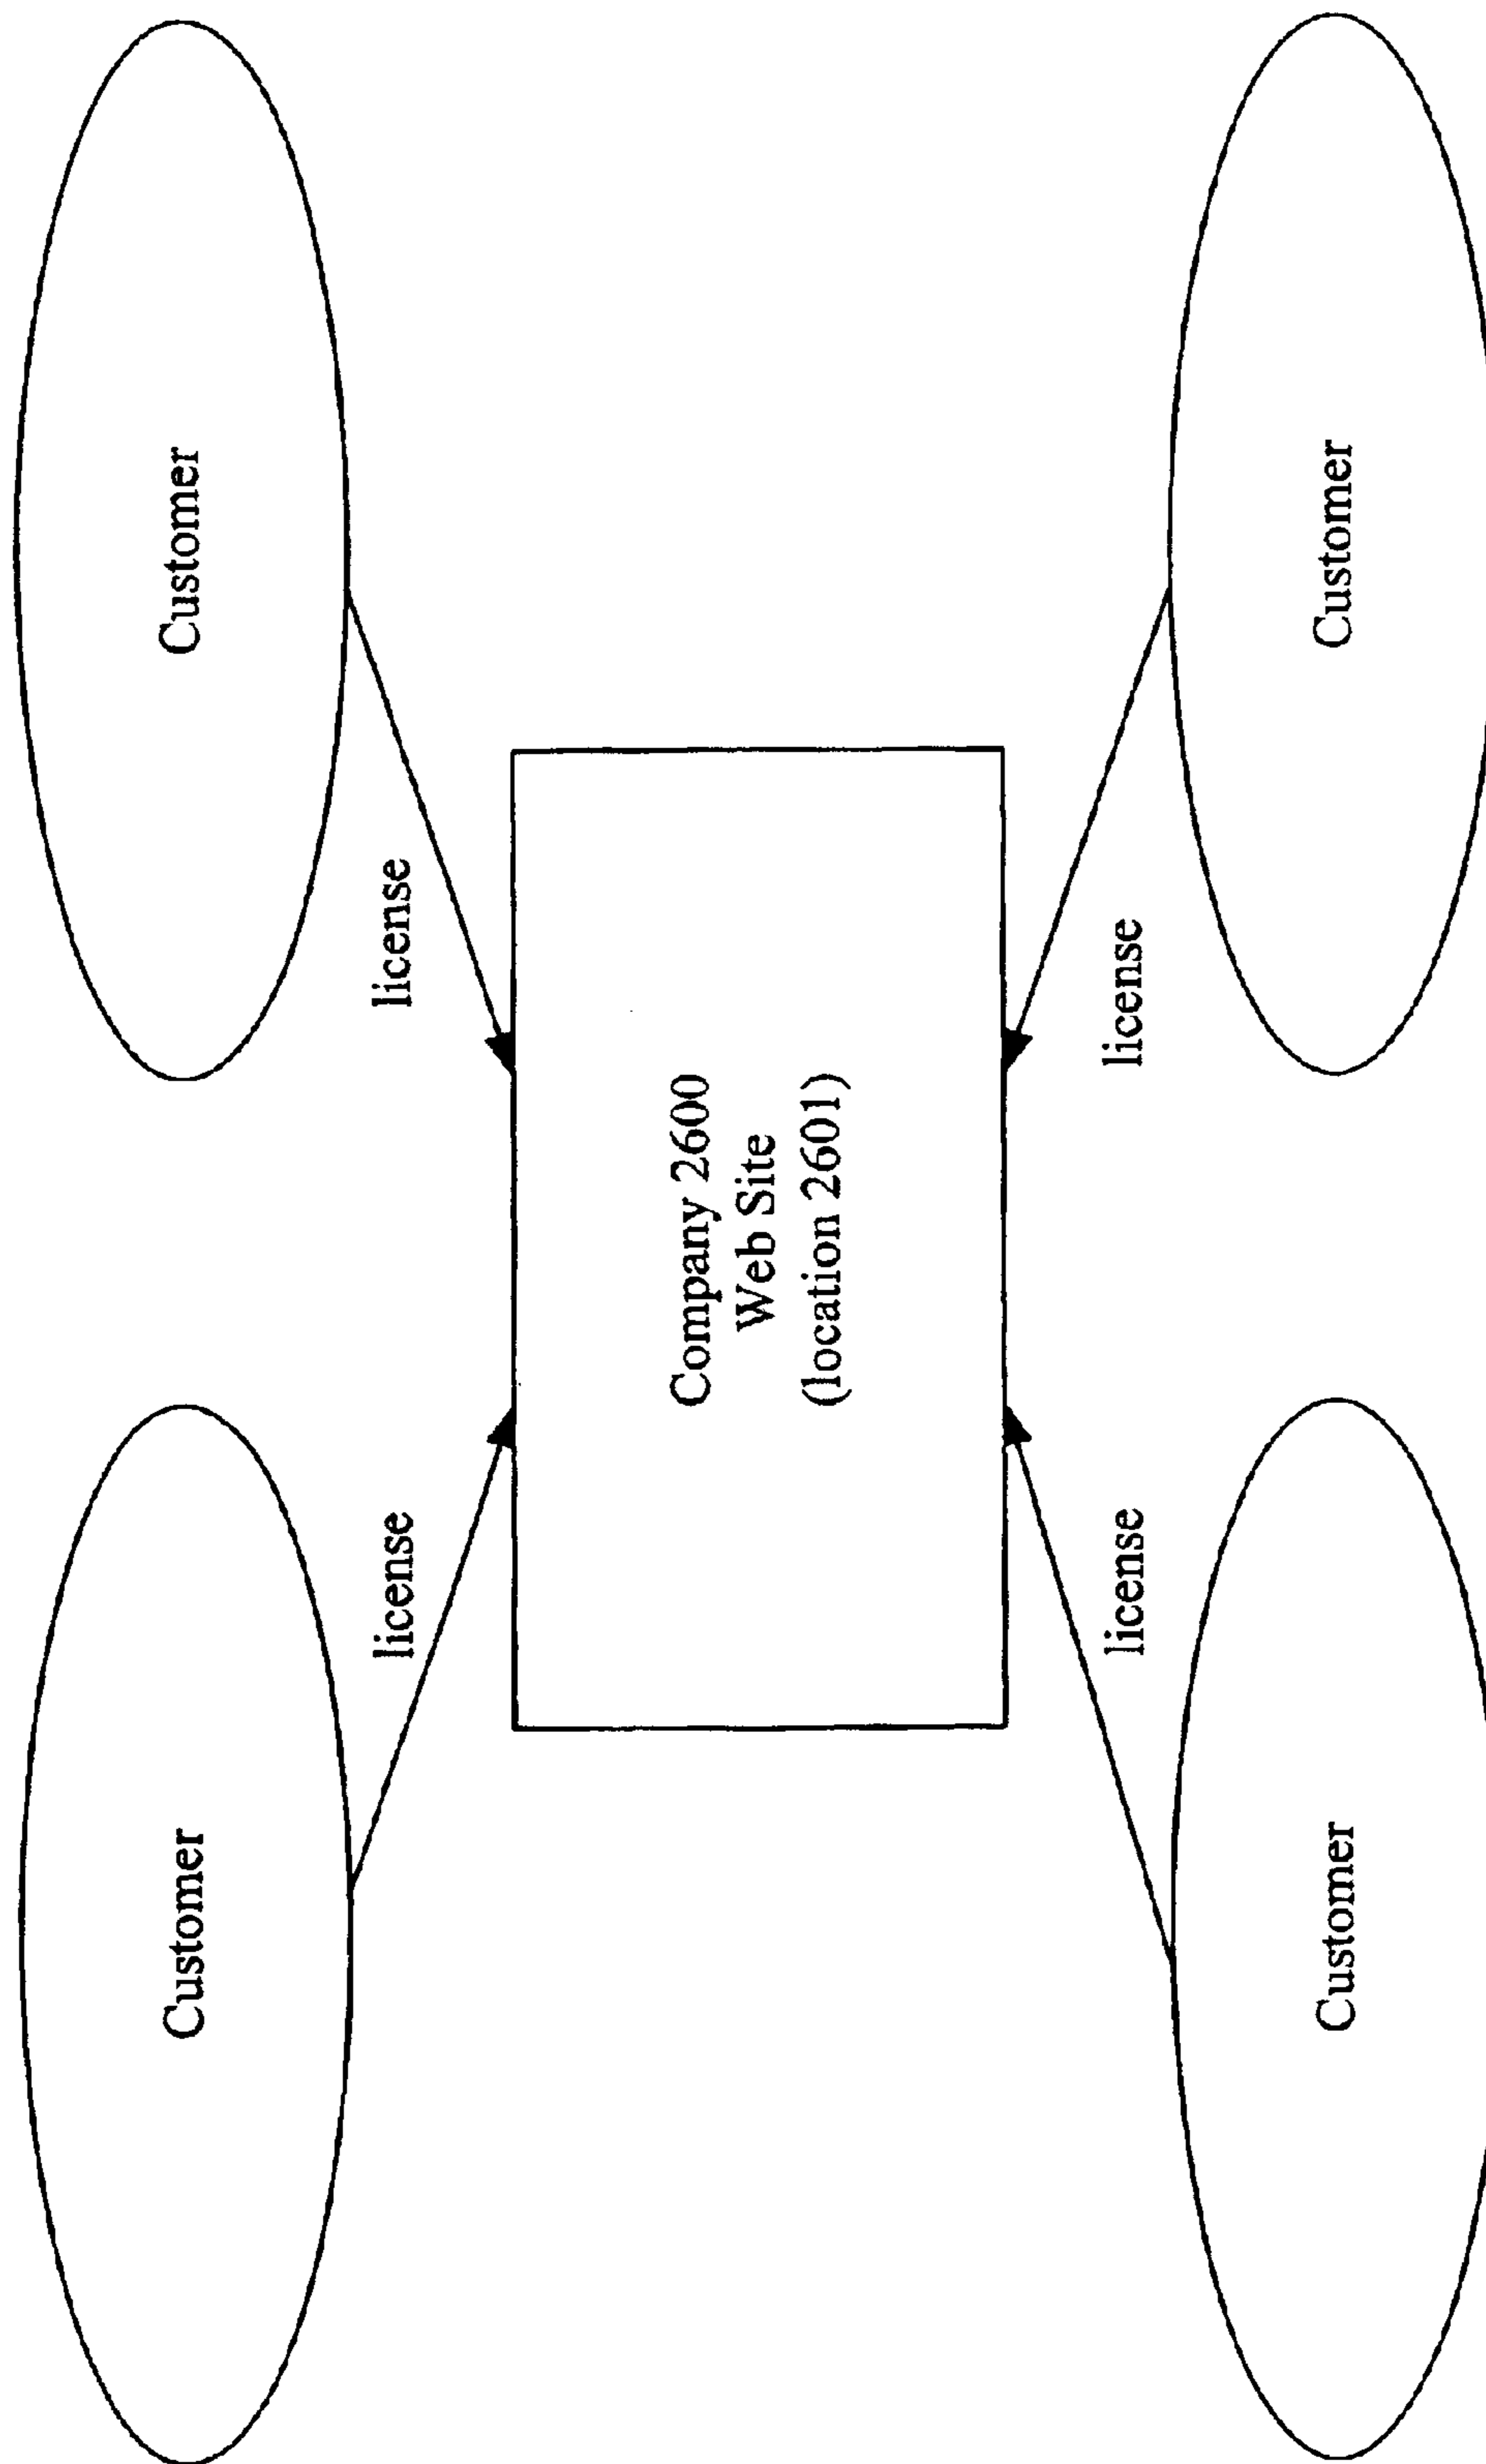 Customer
Customer
license
license
Company 2600
Web Site
(location 2601)
license
license
Customer
Customer